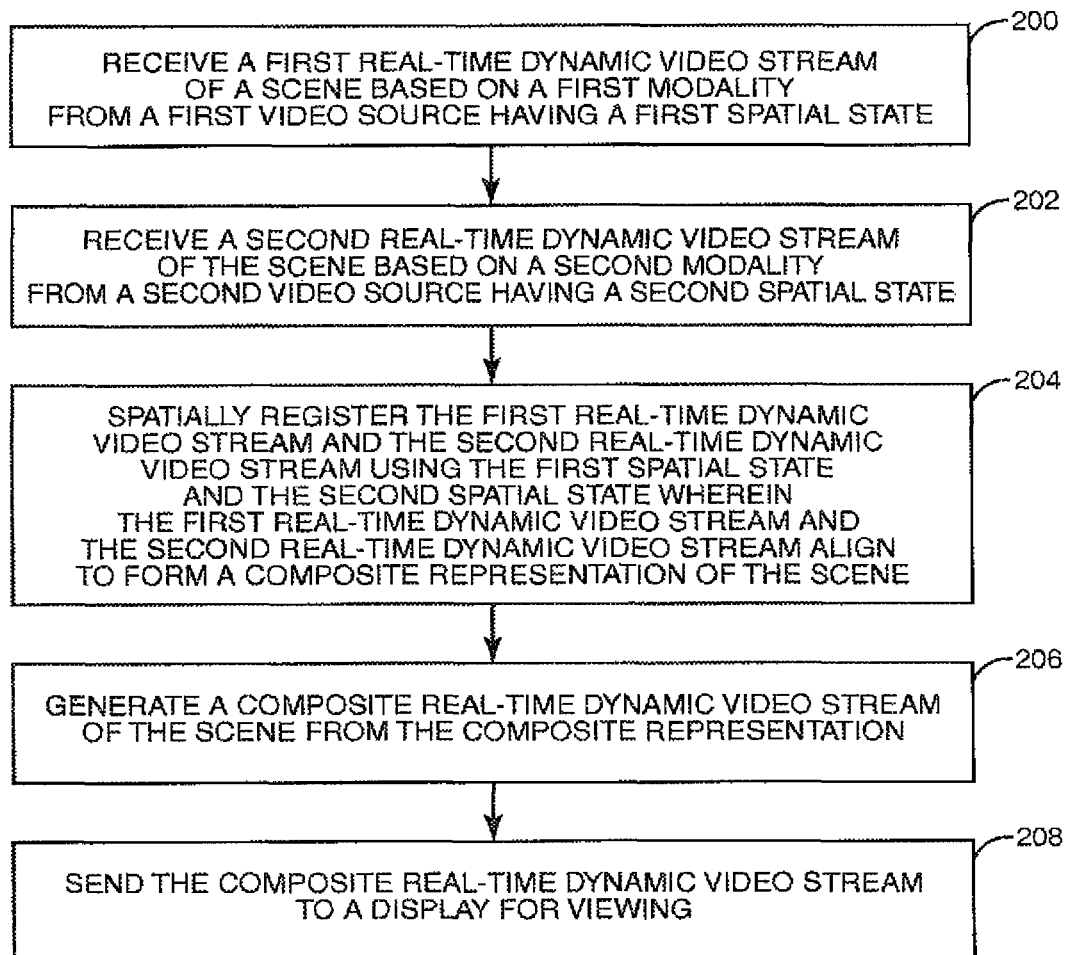 200
RECEIVE A FIRST REAL-TIME DYNAMIC VIDEO STREAM
OF A SCENE BASED ON A FIRST MODALITY
FROM A FIRST VIDEO SOURCE HAVING A FIRST SPATIAL STATE
202
RECEIVE A SECOND REAL-TIME DYNAMIC VIDEO STREAM
OF THE SCENE BASED ON A SECOND MODALITY
FROM A SECOND VIDEO SOURCE HAVING A SECOND SPATIAL STATE
204
SPATIALLY REGISTER THE FIRST REAL-TIME DYNAMIC
VIDEO STREAM AND THE SECOND REAL-TIME DYNAMIC
VIDEO STREAM USING THE FIRST SPATIAL STATE
AND THE SECOND SPATIAL STATE WHEREIN
THE FIRST REAL-TIME DYNAMIC VIDEO STREAM AND
THE SECOND REAL-TIME DYNAMIC VIDEO STREAM ALIGN
TO FORM A COMPOSITE REPRESENTATION OF THE SCENE
206
GENERATE A COMPOSITE REAL-TIME DYNAMIC VIDEO STREAM
OF THE SCENE FROM THE COMPOSITE REPRESENTATION
208
SEND THE COMPOSITE REAL-TIME DYNAMIC VIDEO STREAM
TO A DISPLAY FOR VIEWING